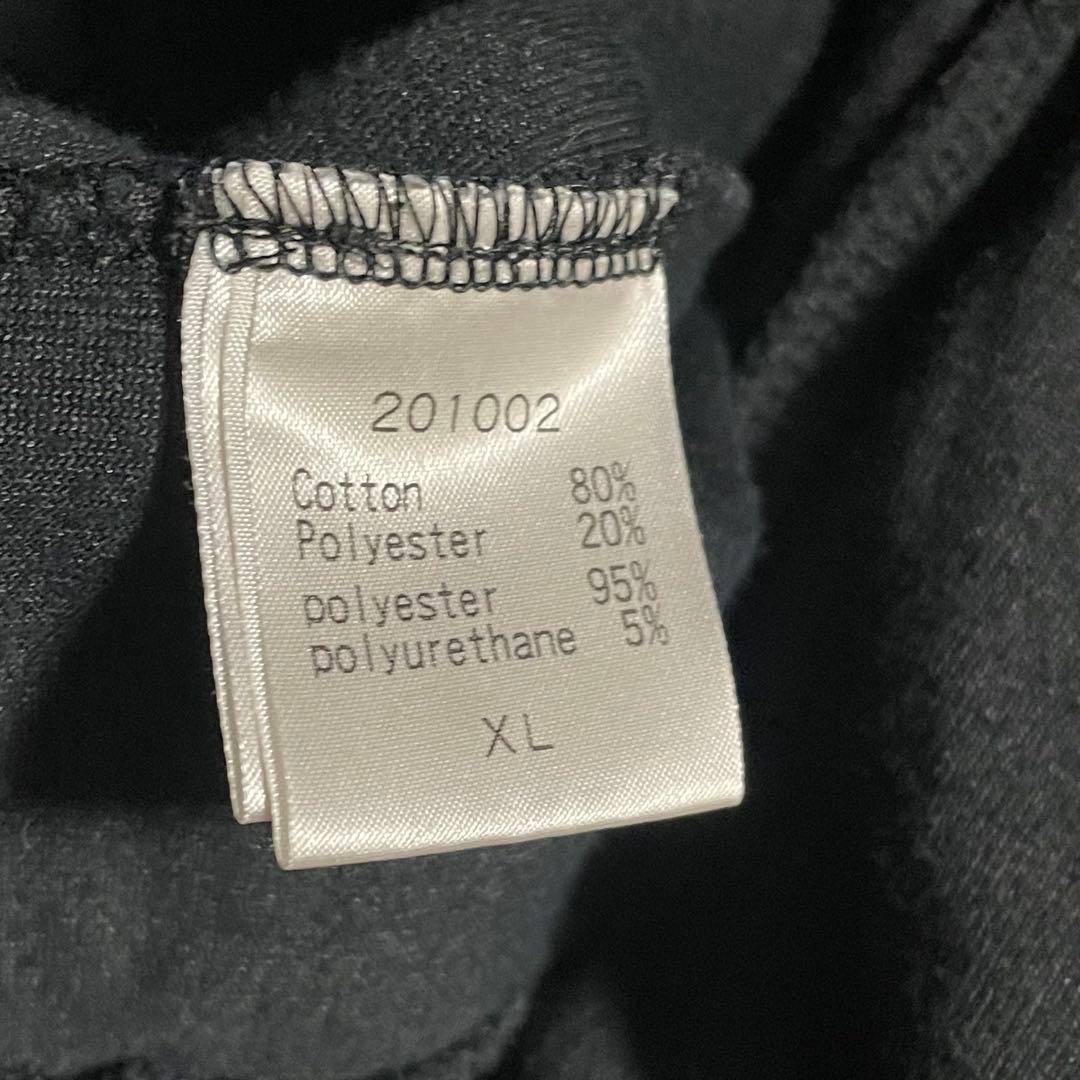 201002
Cotton 80%
Polyester 20%
polyester 95%
polyurethane 5%
XL